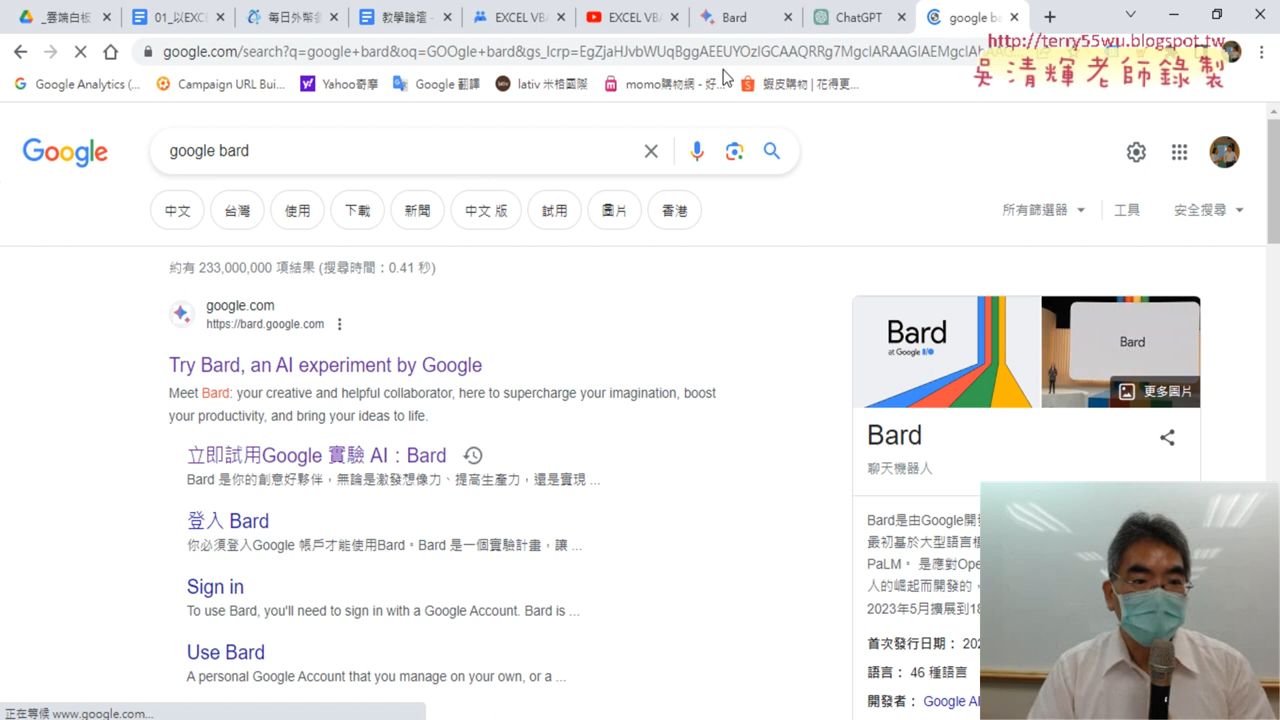 _雲端白板
01_以EXC
每日外幣金
教學論壇 -
EXCEL VBA
EXCEL VBA
Bard
ChatGPT
google ba
google.com/search?q=google+bard&oq=GOOgle+bard&gs_lcrp=EgZjaHJvbWUqBggAEEUYOzIGCAAQRRg7MgcIARAAGIAEMgcIAhA
http://terry55wu.blogspot.tw
吳清輝老師錄製
Google Analytics (...
Campaign URL Bui...
Yahoo奇摩
Google 翻譯
lativ 米格國際
momo購物網 - 好...
蝦皮購物 | 花得更...
Google
google bard
中文
台灣
使用
下載
新聞
中文 版
試用
圖片
香港
所有篩選器
工具
安全搜尋
約有 233,000,000 項結果 (搜尋時間:0.41 秒)
google.com
https://bard.google.com
Try Bard, an AI experiment by Google
Meet Bard: your creative and helpful collaborator, here to supercharge your imagination, boost
your productivity, and bring your ideas to life.
立即試用Google 實驗 AI:Bard
Bard 是你的創意好夥伴,無論是激發想像力、提高生產力,還是實現 ...
登入 Bard
你必須登入Google 帳戶才能使用Bard。Bard 是一個實驗計畫,讓 ...
Sign in
To use Bard, you'll need to sign in with a Google Account. Bard is ...
Use Bard
A personal Google Account that you manage on your own, or a ...
Bard
at Google I/O
Bard
更多圖片
Bard
聊天機器人
Bard是由Google開發
最初基於大型語言模
PaLM。 是應對Ope
人的崛起而開發的。
2023年5月擴展到18
首次發行日期: 202
語言: 46 種語言
開發者: Google AI
正在等候 www.google.com...